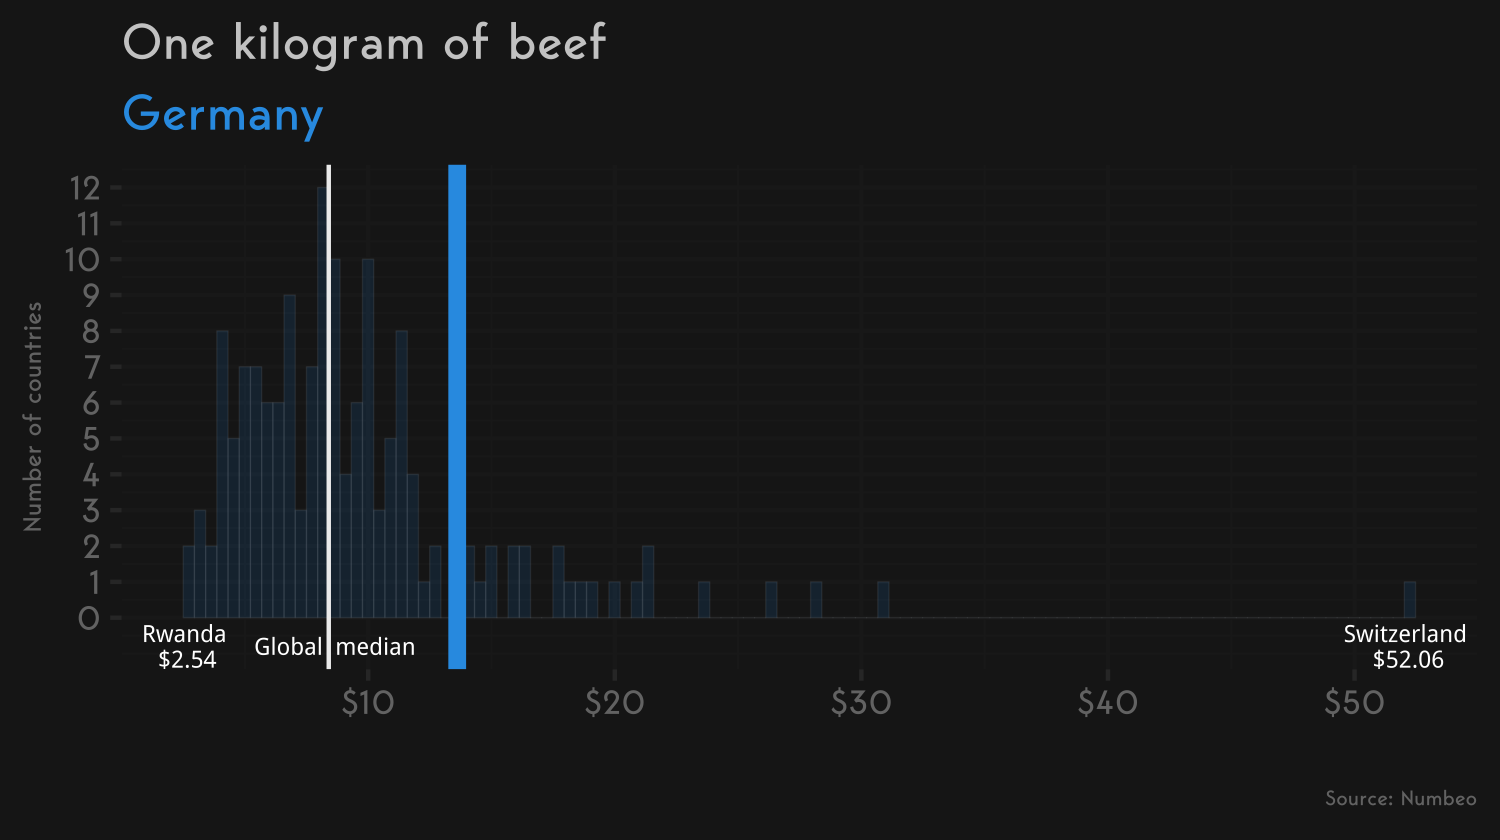 One kilogram of beef
Germany
Number of countries
12
11
10
9
8
7
6
5
4
3
2
1
0
Rwanda
$2.54
Global median
Switzerland
$52.06
$10 $20 $30 $40 $50
Source: Numbeo